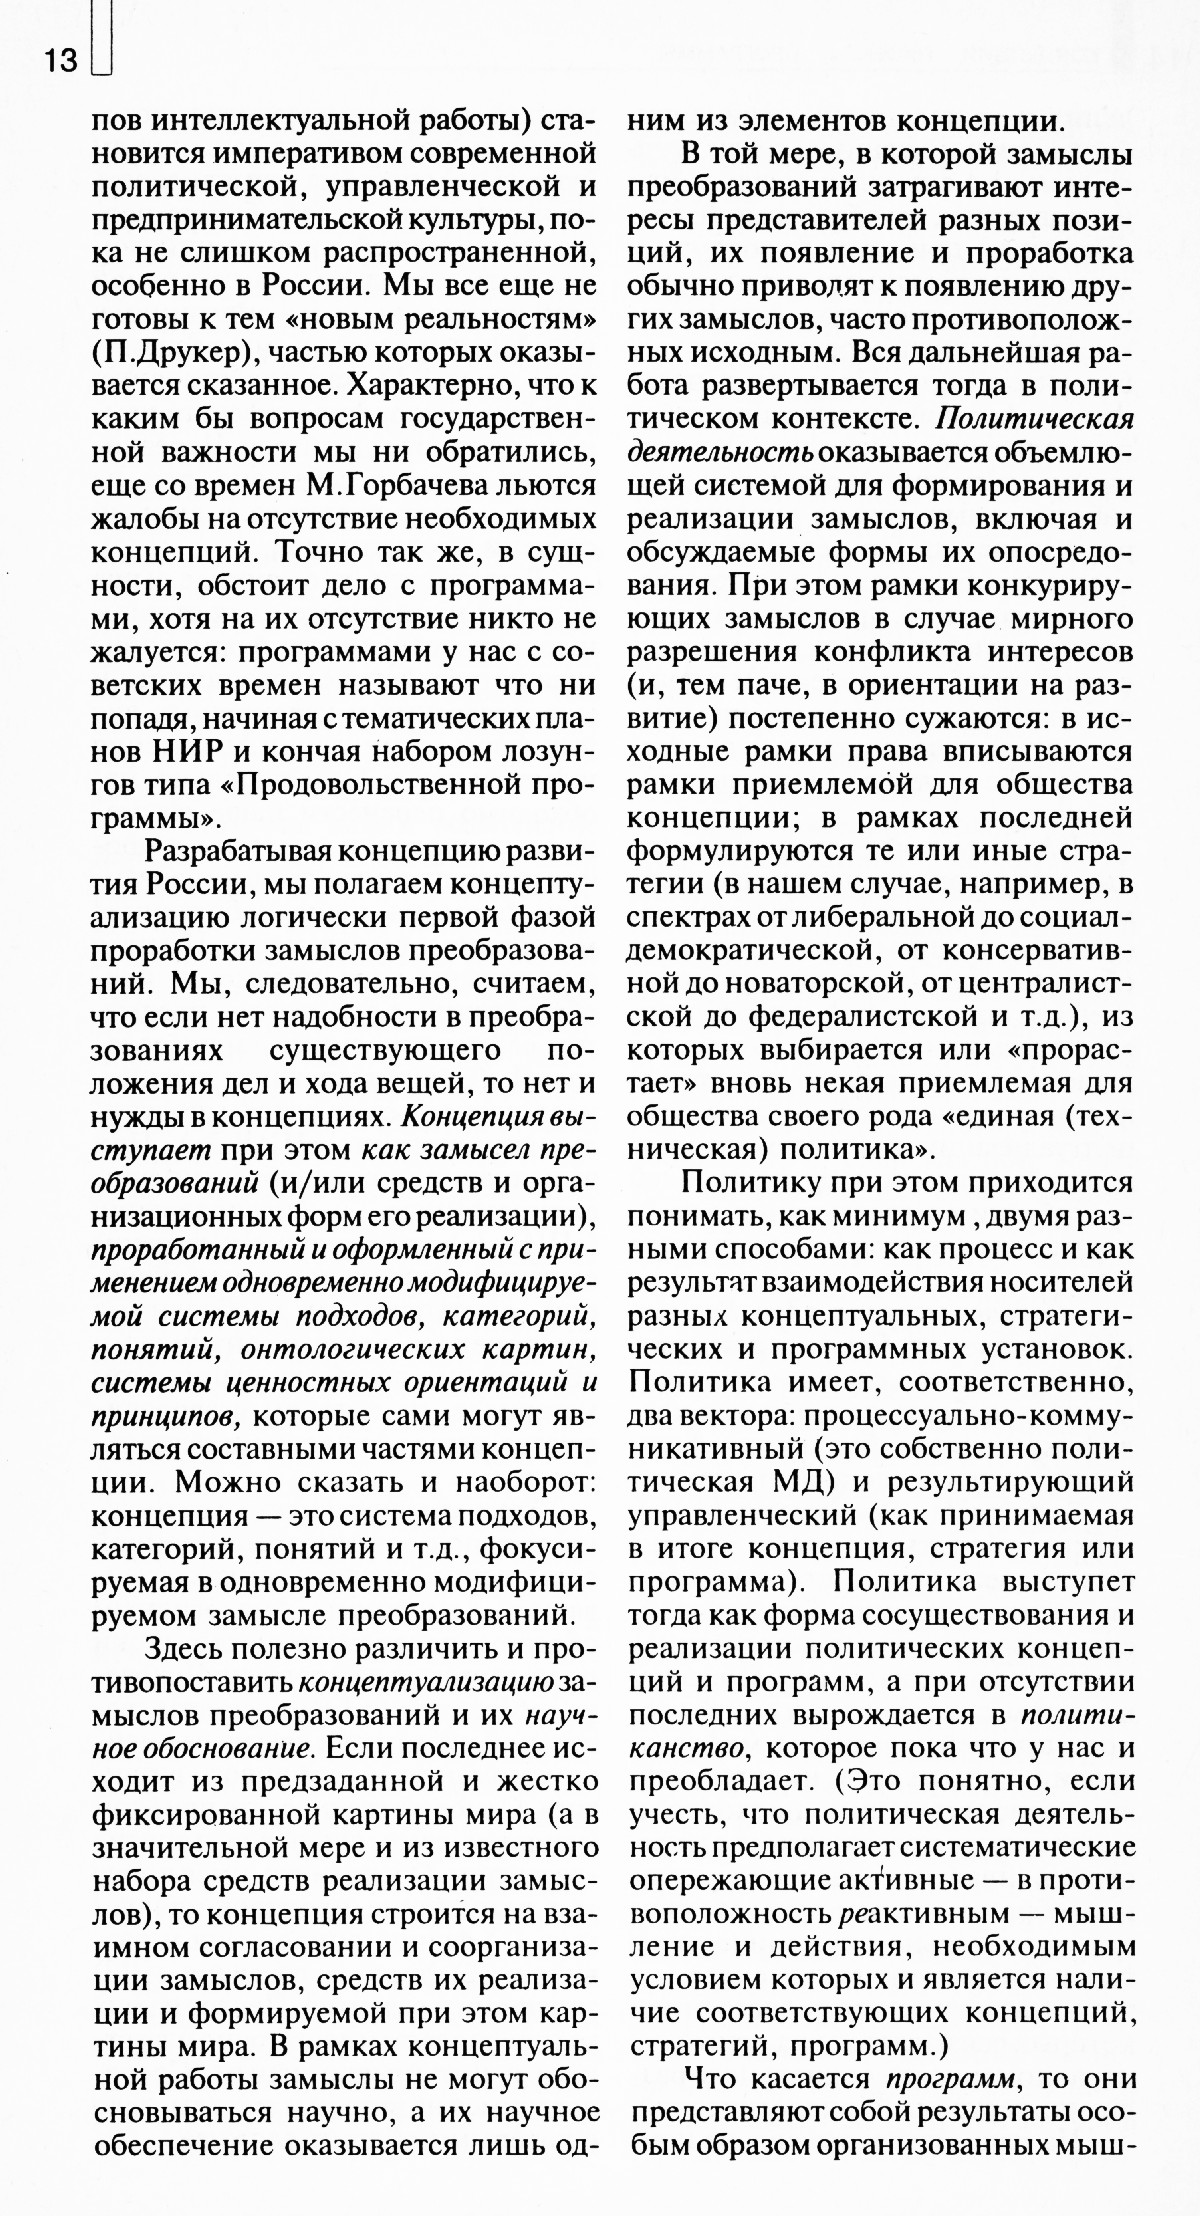 13
пов интеллектуальной работы) ста-
новится императивом современной
политической, управленческой и
предпринимательской культуры, по-
ка не слишком распространенной,
особенно в России. Мы все еще не
готовы к тем «новым реальностям»
(П.Друкер), частью которых оказы-
вается сказанное. Характерно, что к
каким бы вопросам государствен-
ной важности мы ни обратились,
еще со времен М.Горбачева льются
жалобы на отсутствие необходимых
концепций. Точно так же, в сущ-
ности, обстоит дело с программа-
ми, хотя на их отсутствие никто не
жалуется: программами у нас с со-
ветских времен называют что ни
попадя, начиная с тематических пла-
нов НИР и кончая набором лозун-
гов типа «Продовольственной про-
граммы».
Разрабатывая концепцию разви-
тия России, мы полагаем концепту-
ализацию логически первой фазой
проработки замыслов преобразова-
ний. Мы, следовательно, считаем,
что если нет надобности в преобра-
зованиях существующего по-
ложения дел и хода вещей, то нет и
нужды в концепциях. Концепция вы-
ступает при этом как замысел пре-
образований (и/или средств и орга-
низационных форм его реализации),
проработанный и оформленный с при-
менением одновременно модифицируе-
мой системы подходов, категорий,
понятий, онтологических картин,
системы ценностных ориентаций и
принципов, которые сами могут яв-
ляться составными частями концеп-
ции. Можно сказать и наоборот:
концепция — это система подходов,
категорий, понятий и т.д., фокуси-
руемая в одновременно модифици-
руемом замысле преобразований.
Здесь полезно различить и про-
тивопоставить концептуализацию за-
мыслов преобразований и их науч-
ное обоснование. Если последнее ис-
ходит из предзаданной и жестко
фиксированной картины мира (а в
значительной мере и из известного
набора средств реализации замыс-
лов), то концепция строится на вза-
имном согласовании и соорганиза-
ции замыслов, средств их реализа-
ции и формируемой при этом кар-
тины мира. В рамках концептуаль-
ной работы замыслы не могут обо-
сновываться научно, а их научное
обеспечение оказывается лишь од-
ним из элементов концепции.
В той мере, в которой замыслы
преобразований затрагивают инте-
ресы представителей разных пози-
ций, их появление и проработка
обычно приводят к появлению дру-
гих замыслов, часто противополож-
ных исходным. Вся дальнейшая ра-
бота развертывается тогда в поли-
тическом контексте. Политическая
деятельность оказывается объемлю-
щей системой для формирования и
реализации замыслов, включая и
обсуждаемые формы их опосредо-
вания. При этом рамки конкуриру-
ющих замыслов в случае мирного
разрешения конфликта интересов
(и, тем паче, в ориентации на раз-
витие) постепенно сужаются: в ис-
ходные рамки права вписываются
рамки приемлемой для общества
концепции; в рамках последней
формулируются те или иные стра-
тегии (в нашем случае, например, в
спектрах от либеральной до социал-
демократической, от консерватив-
ной до новаторской, от централист-
ской до федералистской и т.д.), из
которых выбирается или «прорас-
тает» вновь некая приемлемая для
общества своего рода «единая (тех-
ническая) политика».
Политику при этом приходится
понимать, как минимум , двумя раз-
ными способами: как процесс и как
результат взаимодействия носителей
разных концептуальных, стратеги-
ческих и программных установок.
Политика имеет, соответственно,
два вектора: процессуально-комму-
никативный (это собственно поли-
тическая МД) и результирующий
управленческий (как принимаемая
в итоге концепция, стратегия или
программа). Политика выступет
тогда как форма сосуществования и
реализации политических концеп-
ций и программ, а при отсутствии
последних вырождается в полити-
канство, которое пока что у нас и
преобладает. (Это понятно, если
учесть, что политическая деятель-
ность предполагает систематические
опережающие активные — в проти-
воположность реактивным — мыш-
ление и действия, необходимым
условием которых и является нали-
чие соответствующих концепций,
стратегий, программ.)
Что касается программ, то они
представляют собой результаты осо-
бым образом организованных мыш-